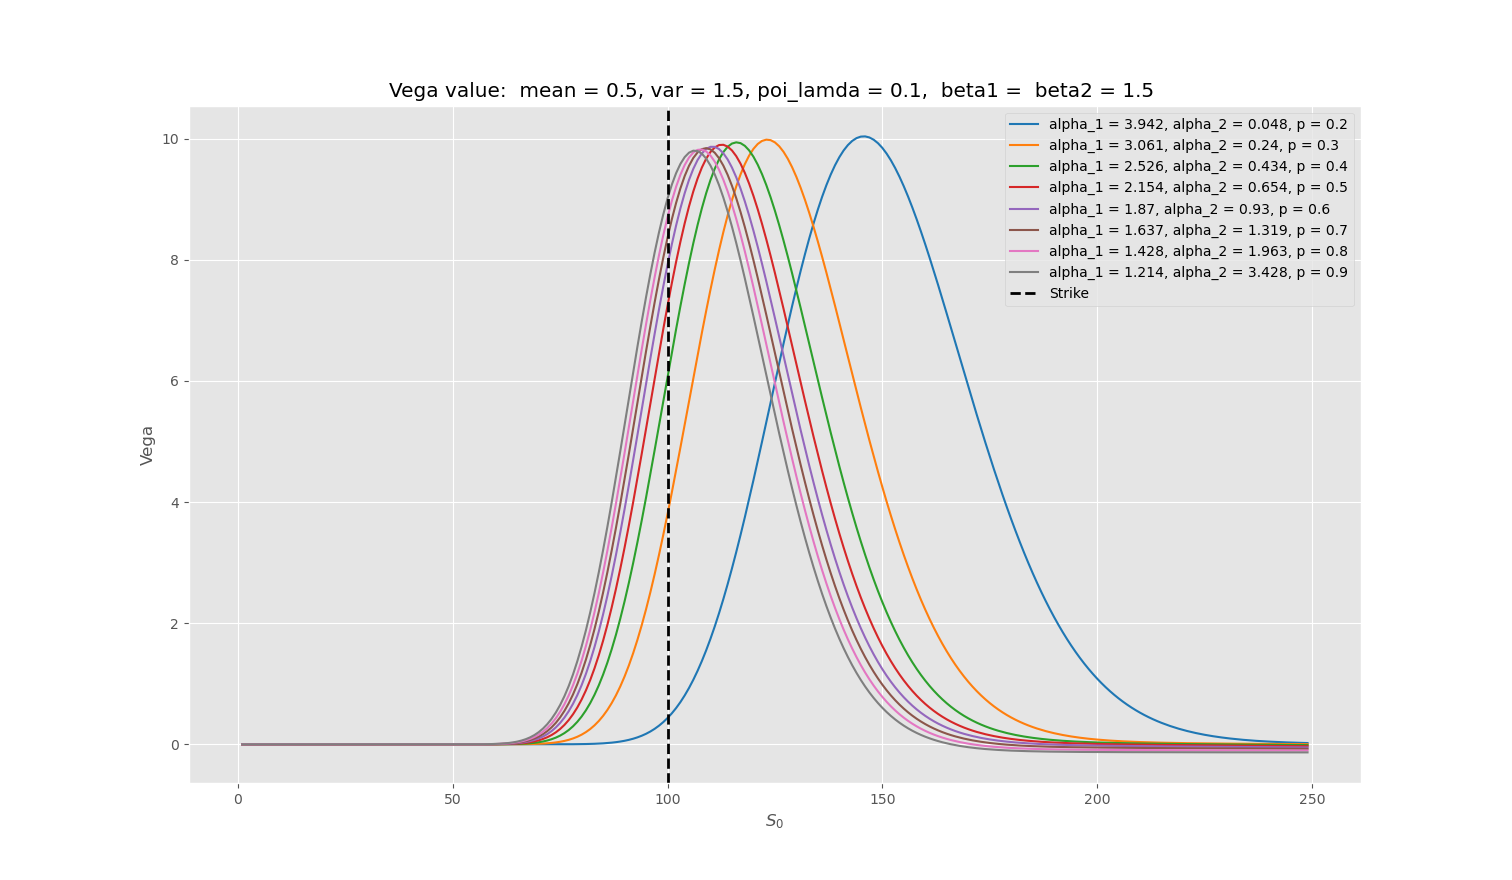 Vega value:  mean = 0.5, var = 1.5, poi_lamda = 0.1,  beta1 =  beta2 = 1.5
alpha_1 = 3.942, alpha_2 = 0.048, p = 0.2
alpha_1 = 3.061, alpha_2 = 0.24, p = 0.3
alpha_1 = 2.526, alpha_2 = 0.434, p = 0.4
alpha_1 = 2.154, alpha_2 = 0.654, p = 0.5
alpha_1 = 1.87, alpha_2 = 0.93, p = 0.6
alpha_1 = 1.637, alpha_2 = 1.319, p = 0.7
alpha_1 = 1.428, alpha_2 = 1.963, p = 0.8
alpha_1 = 1.214, alpha_2 = 3.428, p = 0.9
Strike
10
8
6
4
2
0
Vega
0 50 100 150 200 250
S₀